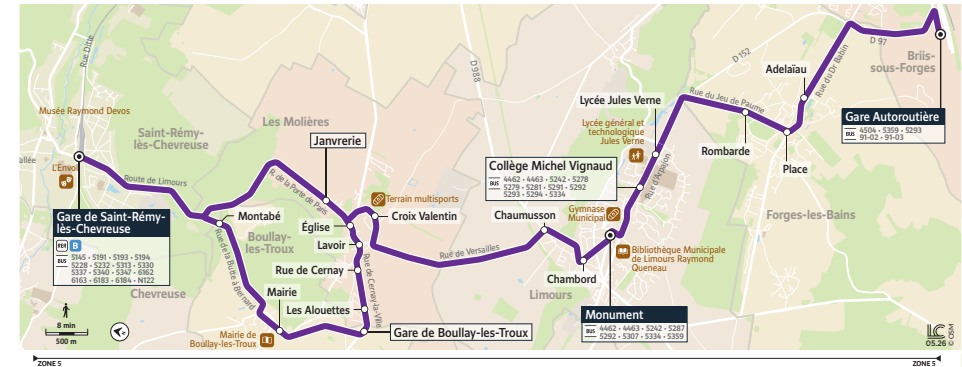 Rue Ditte
Musée Raymond Devos
allée
L'Envol
Saint-Rémy-
lès-Chevreuse
Route de Limours
Gare de Saint-Rémy-
lès-Chevreuse
RER B
BUS
5145 • 5191 • 5193 • 5194
5228 • 5232 • 5313 • 5330
5337 • 5340 • 5347 • 6162
6163 • 6183 • 6184 • N122
Chevreuse
8 min
500 m
Les Molières
Janvrerie
R. de la Porte de Paris
Montabé
Rue de la Butte à Bernard
Boullay-
les-Troux
Église
Lavoir
Rue de Cernay
Mairie
Les Alouettes
Rue de Cernay-la-Ville
Mairie de
Boullay-les-Troux
Gare de Boullay-les-Troux
Terrain multisports
Croix Valentin
D 988
Rue de Versailles
Chaumusson
Chambord
Limours
Collège Michel Vignaud
BUS
4462 • 4463 • 5242 • 5278
5279 • 5281 • 5291 • 5292
5293 • 5294 • 5334
Gymnase
Municipal
Bibliothèque Municipale
de Limours Raymond
Queneau
Monument
BUS
4462 • 4463 • 5242 • 5287
5292 • 5307 • 5334 • 5359
Lycée Jules Verne
Lycée général et
technologique
Jules Verne
Rue d'Arpajon
Rue du Jeu de Paume
D 152
Rombarde
Place
Adelaïau
Rue du Dr Babin
D 97
Briis-
sous-Forges
Gare Autoroutière
BUS
4504 • 5359 • 5293
91-02 • 91-03
Forges-les-Bains
LC
05.26
© OSM
ZONE 5
ZONE 5